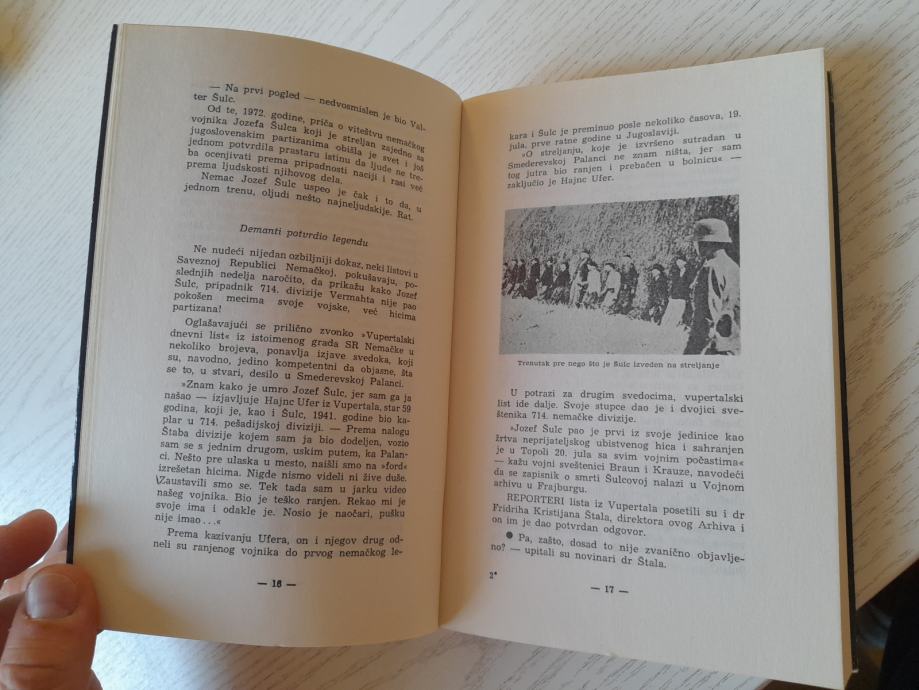 — Na prvi pogled — nedvosmislen je bio Val-
ter Šulc.
Od te, 1972. godine, priča o viteštvu nemačkog
vojnika Jozefa Šulca koji je streljan zajedno sa
jugoslovenskim partizanima obišla je svet i još
jednom potvrdila prastaru istinu da ljude ne tre-
ba ocenjivati prema pripadnosti naciji i rasi već
prema ljudskosti njihovog dela.
Nemac Jozef Šulc uspeo je čak i to da, u
jednom trenu, oljudi nešto najneljudskije. Rat.
Demanti potvrdio legendu
Ne nudeći nijedan ozbiljniji dokaz, neki listovi u
Saveznoj Republici Nemačkoj, pokušavaju, po-
slednjih nedelja naročito, da prikažu kako Jozef
Šulc, pripadnik 714. divizije Vermahta nije pao
pokošen mecima svoje vojske, već hicima
partizana!
Oglašavajući se prilično zvonko »Vupertalski
dnevni list« iz istoimenog grada SR Nemačke u
nekoliko brojeva, ponavlja izjave svedoka, koji
su, navodno, jedino kompetentni da objasne, šta
se to, u stvari, desilo u Smederevskoj Palanci.
»Znam kako je umro Jozef Šulc, jer sam ga ja
našao — izjavljuje Hajnc Ufer iz Vupertala, star 59
godina, koji je, kao i Šulc, 1941. godine bio ka-
plar u 714. pešadijskoj diviziji. — Prema nalogu
Štaba divizije kojem sam ja bio dodeljen, vozio
sam se s jednim drugom, uskim putem, ka Palan-
ci. Nešto pre ulaska u mesto, naišli smo na »ford«
izrešetan hicima. Nigde nismo videli ni žive duše.
Zaustavili smo se. Tek tada sam u jarku video
našeg vojnika. Bio je teško ranjen. Rekao mi je
svoje ima i odakle je. Nosio je naočari, pušku
nije imao . . .«
Prema kazivanju Ufera, on i njegov drug od-
neli su ranjenog vojnika do prvog nemačkog le-
— 16 —
kara i Šulc je preminuo posle nekoliko časova, 19.
jula, prve ratne godine u Jugoslaviji.
»O streljanju, koje je izvršeno sutradan u
Smederevskoj Palanci ne znam ništa, jer sam
tog jutra bio ranjen i prebačen u bolnicu« —
zaključio je Hajnc Ufer.
Trenutak pre nego što je Šulc izveden na streljanje
U potrazi za drugim svedocima, vupertalski
list ide dalje. Svoje stupce dao je i dvojici sve-
štenika 714. nemačke divizije.
»Jozef Šulc pao je prvi iz svoje jedinice kao
žrtva neprijateljskog ubistvenog hica i sahranjen
je u Topoli 20. jula sa svim vojnim počastima«
— kažu vojni sveštenici Braun i Krauze, navodeći
da se zapisnik o smrti Šulcovoj nalazi u Vojnom
arhivu u Frajburgu.
REPORTERI lista iz Vupertala posetili su i dr
Fridriha Kristijana Štala, direktora ovog Arhiva i
on im je dao potvrdan odgovor.
● Pa, zašto, dosad to nije zvanično objavlje-
no? — upitali su novinari dr Štala.
2*
— 17 —